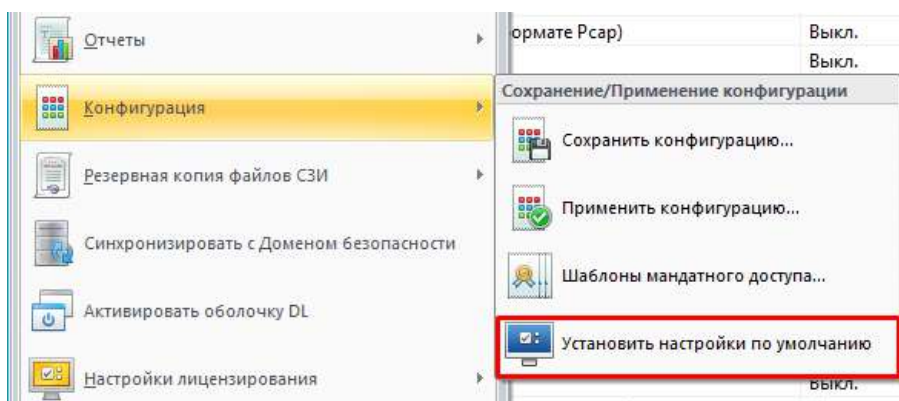 Отчеты
ормате Pcap)
Выкл.
Выкл.
Конфигурация
Сохранение/Применение конфигурации
Сохранить конфигурацию...
Резервная копия файлов СЗИ
Применить конфигурацию...
Синхронизировать с Доменом безопасности
Шаблоны мандатного доступа...
Активировать оболочку DL
Установить настройки по умолчанию
Настройки лицензирования
Выкл.